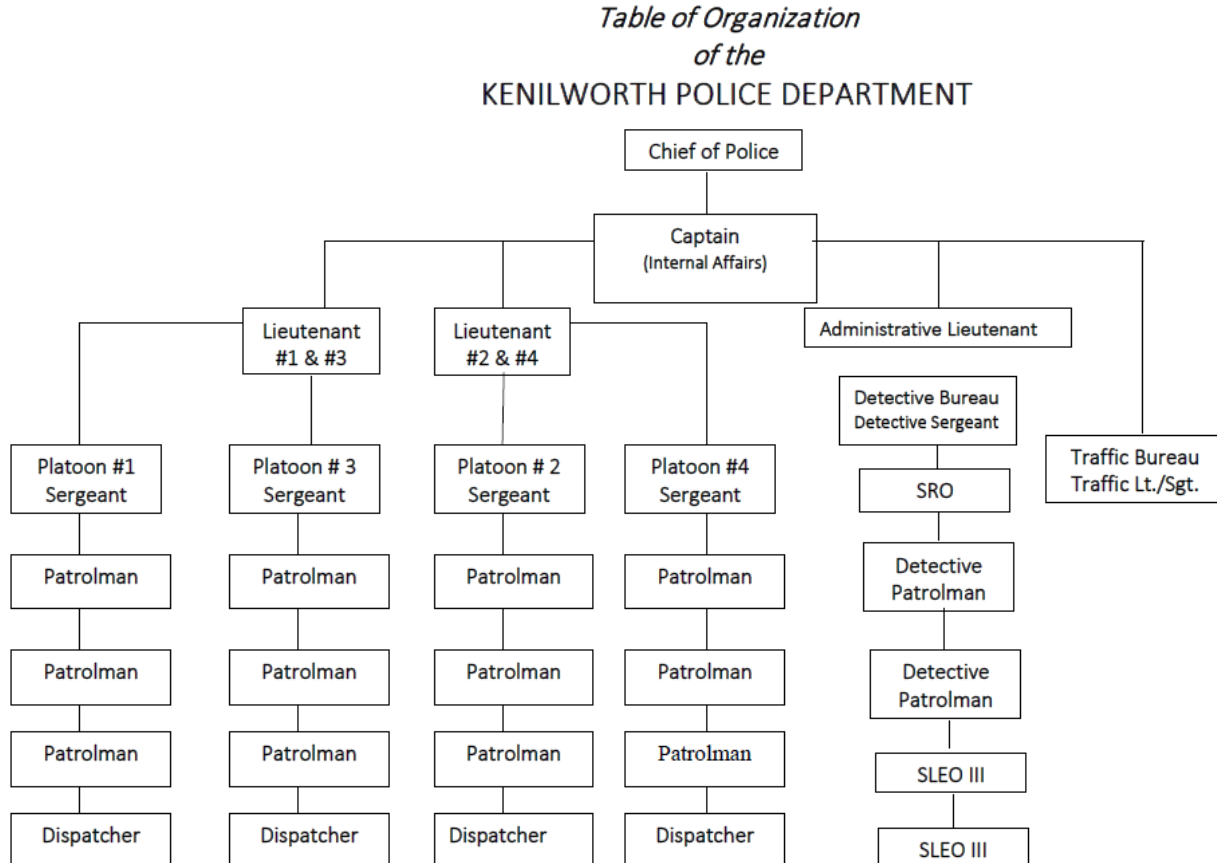 Table of Organization
of the
KENILWORTH POLICE DEPARTMENT
Chief of Police
Captain
(Internal Affairs)
Lieutenant
#1 & #3
Lieutenant
#2 & #4
Administrative Lieutenant
Detective Bureau
Detective Sergeant
Platoon #1
Sergeant
Platoon # 3
Sergeant
Platoon # 2
Sergeant
Platoon #4
Sergeant
SRO
Traffic Bureau
Traffic Lt./Sgt.
Patrolman
Patrolman
Patrolman
Patrolman
Detective
Patrolman
Patrolman
Patrolman
Patrolman
Patrolman
Detective
Patrolman
Patrolman
Patrolman
Patrolman
Patrolman
SLEO III
Dispatcher
Dispatcher
Dispatcher
Dispatcher
SLEO III